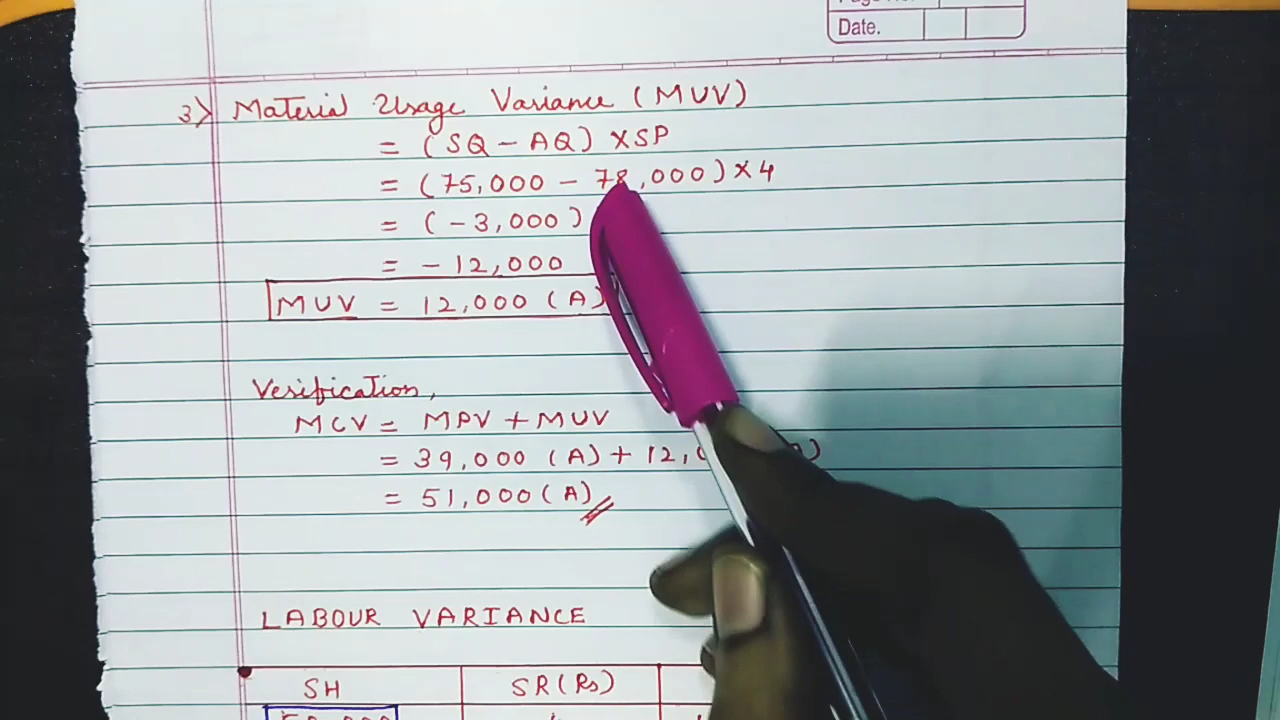 Date.
3) Material Usage Variance (MUV)
= (SQ - AQ) × SP
= (75,000 - 78,000) × 4
= (-3,000)
= -12,000
MUV = 12,000 (A)
Verification,
MCV = MPV + MUV
= 39,000 (A) + 12,
= 51,000 (A)
LABOUR VARIANCE
SH SR (Rs)